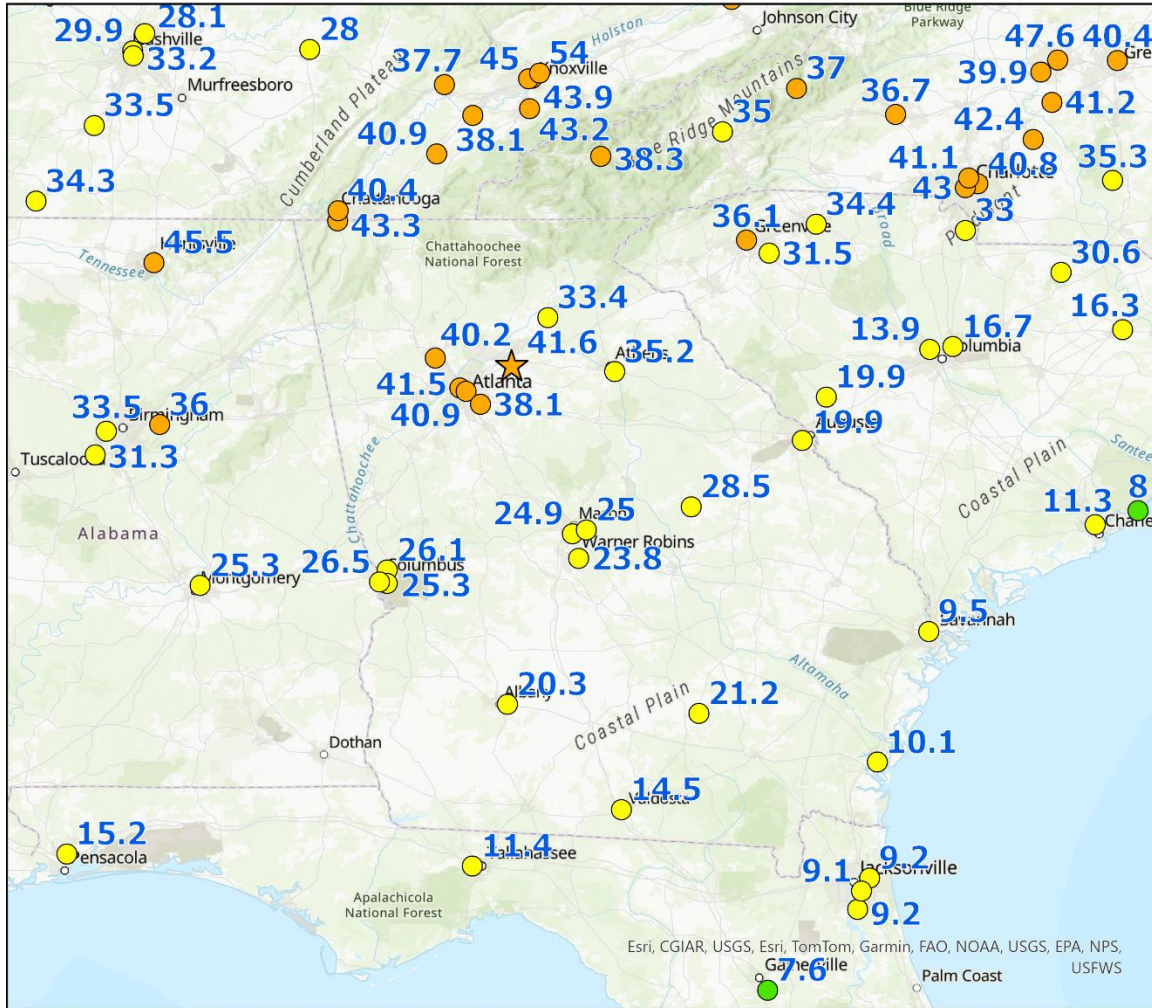 28.1
29.9
Nashville
33.2
28
Murfreesboro
33.5
34.3
Cumberland Plateau
37.7
45
54
Knoxville
Holston
43.9
43.2
40.9
38.1
38.3
Johnson City
Blue Ridge
Parkway
Blue Ridge Mountains
37
35
36.7
47.6
40.4
39.9
41.2
42.4
41.1
40.8
Charlotte
43
35.3
33
Piedmont
40.4
Chattanooga
43.3
Huntsville
45.5
Tennessee
Chattahoochee
National Forest
36.1
Greenville
34.4
31.5
Broad
30.6
16.3
33.4
40.2
41.6
Athens
35.2
13.9
16.7
Columbia
41.5
Atlanta
40.9
38.1
19.9
Augusta
19.9
33.5
Birmingham
36
31.3
Tuscaloosa
Chattahoochee
Alabama
28.5
24.9
Macon
25
Warner Robins
23.8
Coastal Plain
Santee
8
11.3
25.3
Montgomery
26.5
26.1
Columbus
25.3
9.5
Savannah
Altamaha
20.3
Albany
21.2
Coastal Plain
Dothan
10.1
14.5
Valdosta
15.2
Pensacola
11.4
Tallahassee
Apalachicola
National Forest
9.2
9.1
Jacksonville
9.2
Esri, CGIAR, USGS, Esri, TomTom, Garmin, FAO, NOAA, USGS, EPA, NPS,
USFWS
7.6
Gainesville
Palm Coast